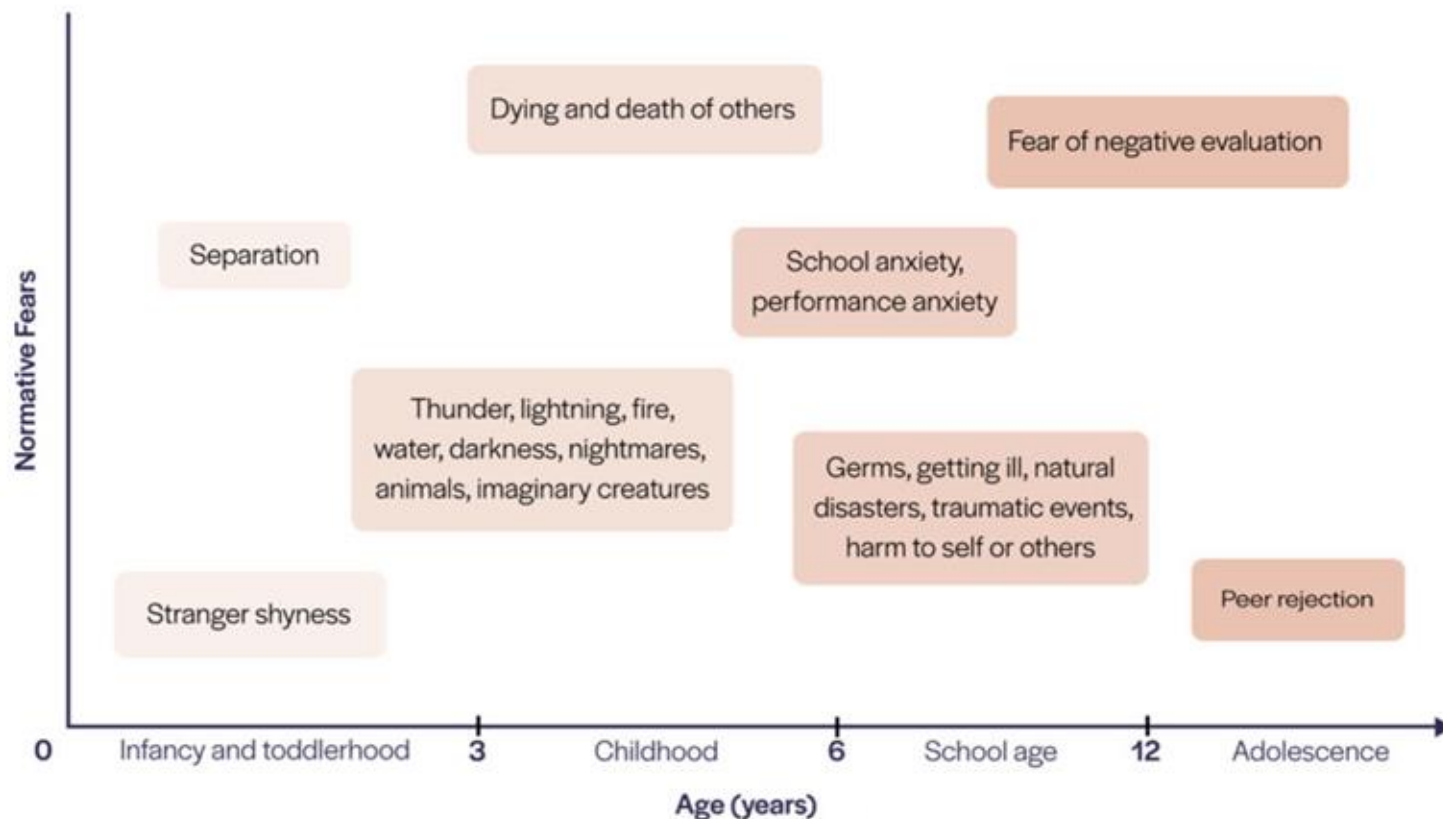 Dying and death of others
Fear of negative evaluation
Separation
School anxiety,
performance anxiety
Thunder, lightning, fire,
water, darkness, nightmares,
animals, imaginary creatures
Germs, getting ill, natural
disasters, traumatic events,
harm to self or others
Stranger shyness
Peer rejection
Normative Fears
0 Infancy and toddlerhood 3 Childhood 6 School age 12 Adolescence
Age (years)